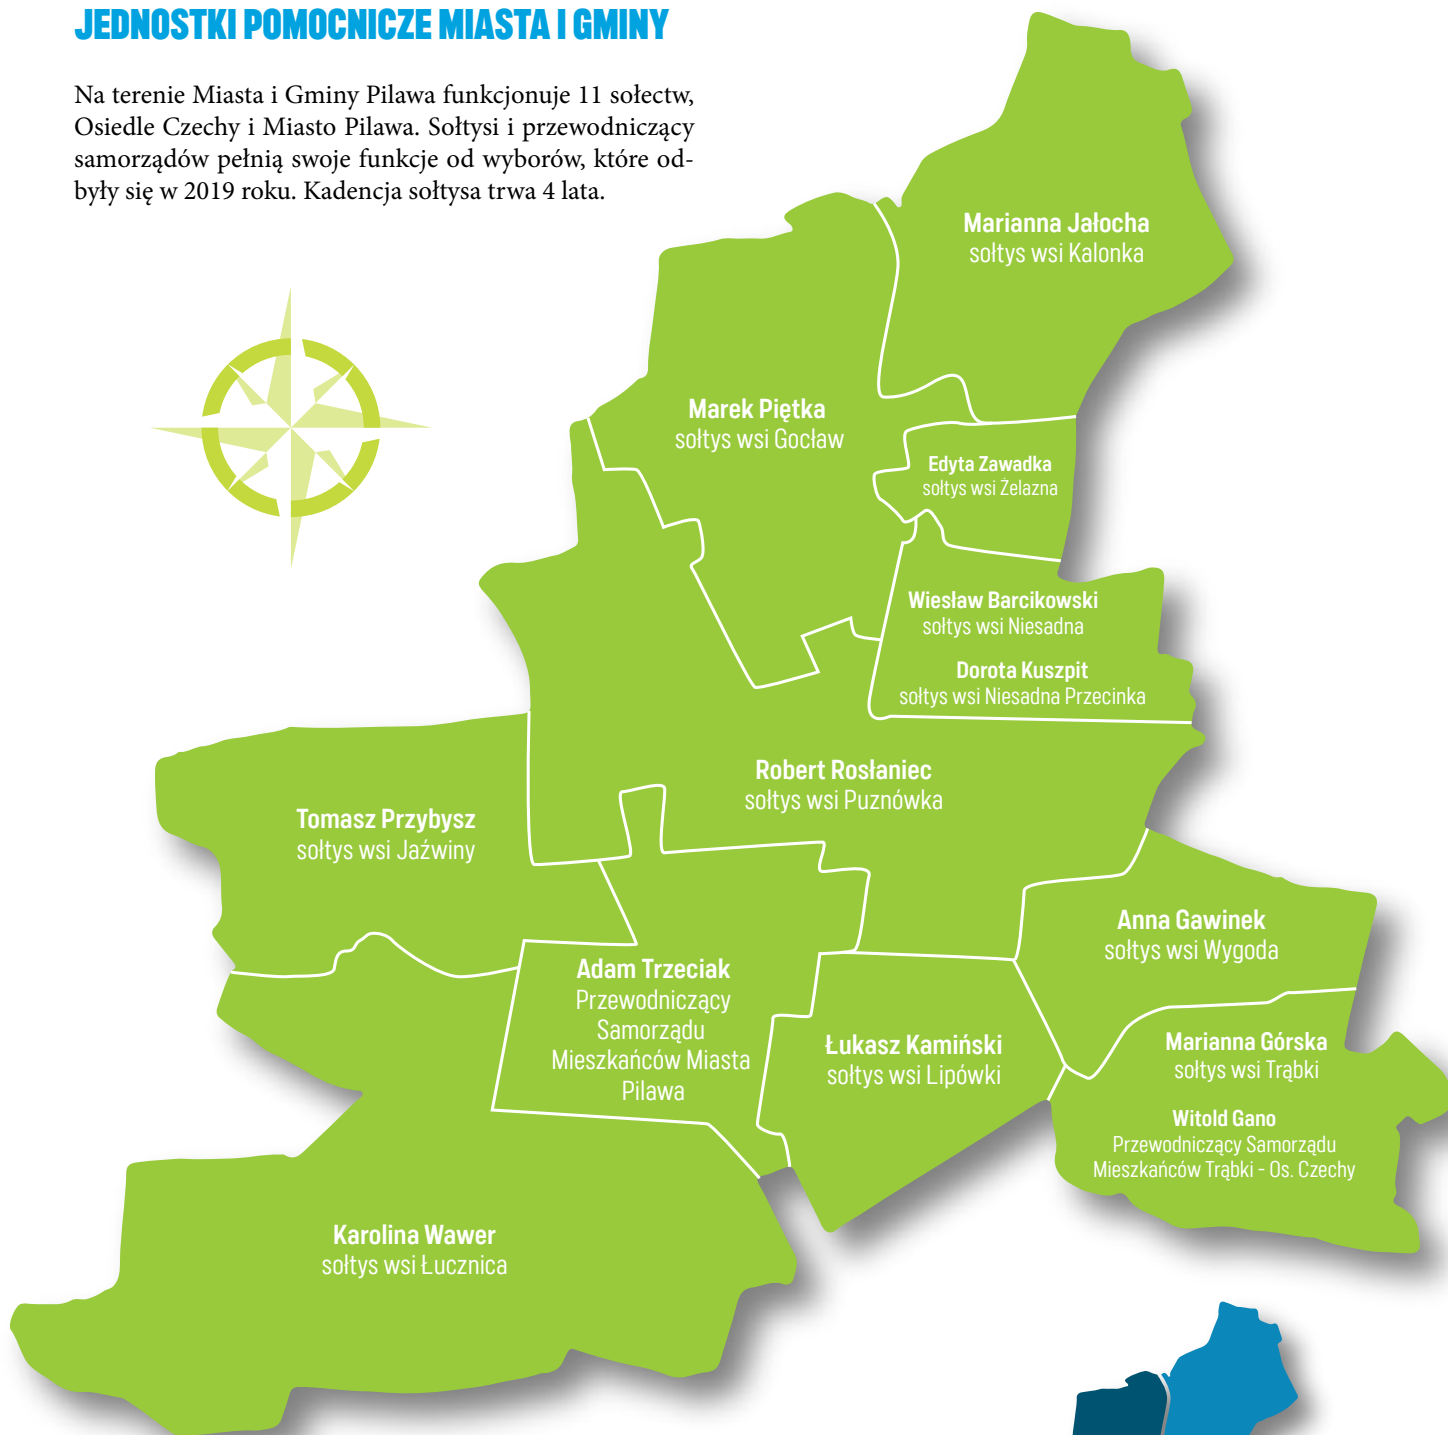 JEDNOSTKI POMOCNICZE MIASTA I GMINY
Na terenie Miasta i Gminy Pilawa funkcjonuje 11 sołectw,
Osiedle Czechy i Miasto Pilawa. Sołtysi i przewodniczący
samorządów pełnią swoje funkcje od wyborów, które od-
były się w 2019 roku. Kadencja sołtysa trwa 4 lata.
Marianna Jałocha
sołtys wsi Kalonka
Marek Piętka
sołtys wsi Gocław
Edyta Zawadka
sołtys wsi Żelazna
Wiesław Barcikowski
sołtys wsi Niesadna
Dorota Kuszpit
sołtys wsi Niesadna Przecinka
Robert Rosłaniec
sołtys wsi Puznówka
Tomasz Przybysz
sołtys wsi Jaźwiny
Anna Gawinek
sołtys wsi Wygoda
Adam Trzeciak
Przewodniczący
Samorządu
Mieszkańców Miasta
Pilawa
Łukasz Kamiński
sołtys wsi Lipówki
Marianna Górska
sołtys wsi Trąbki
Witold Gano
Przewodniczący Samorządu
Mieszkańców Trąbki - Os. Czechy
Karolina Wawer
sołtys wsi Łucznica